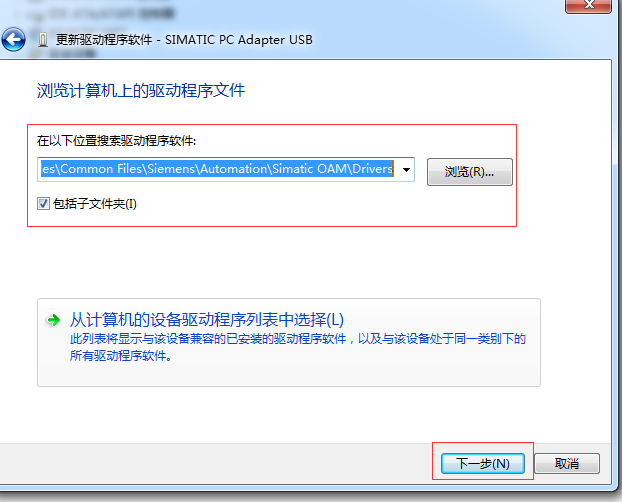 更新驱动程序软件 - SIMATIC PC Adapter USB
浏览计算机上的驱动程序文件
在以下位置搜索驱动程序软件:
es\Common Files\Siemens\Automation\Simatic OAM\Drivers
浏览(R)...
包括子文件夹(I)
从计算机的设备驱动程序列表中选择(L)
此列表将显示与该设备兼容的已安装的驱动程序软件，以及与该设备处于同一类别下的
所有驱动程序软件。
下一步(N)
取消